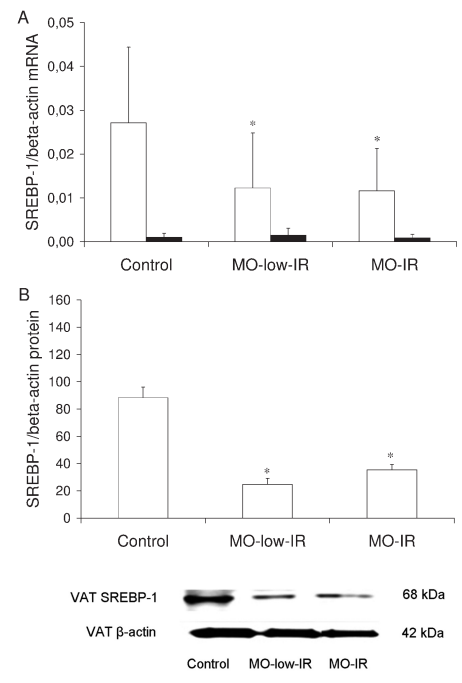 A
SREBP-1/beta-actin mRNA
0,05
0,04
0,03
0,02
0,01
0,00
*
*
Control MO-low-IR MO-IR
B
SREBP-1/beta-actin protein
160
140
120
100
80
60
40
20
0
*
*
Control MO-low-IR MO-IR
VAT SREBP-1 68 kDa
VAT β-actin 42 kDa
Control MO-low-IR MO-IR